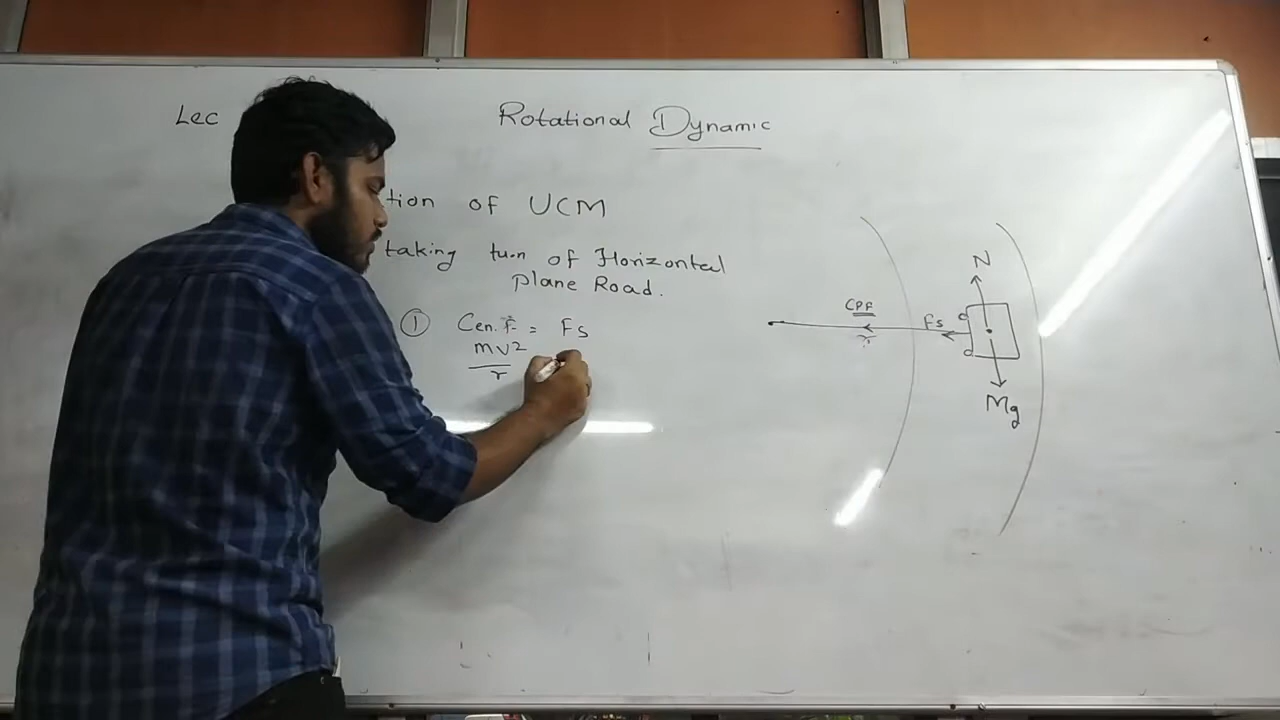 Lec
Rotational Dynamic
tion of UCM
taking turn of Horizontal
plane Road.
① Cen. F. = Fs
mv2
r
CPF
r
Fs
N
Mg